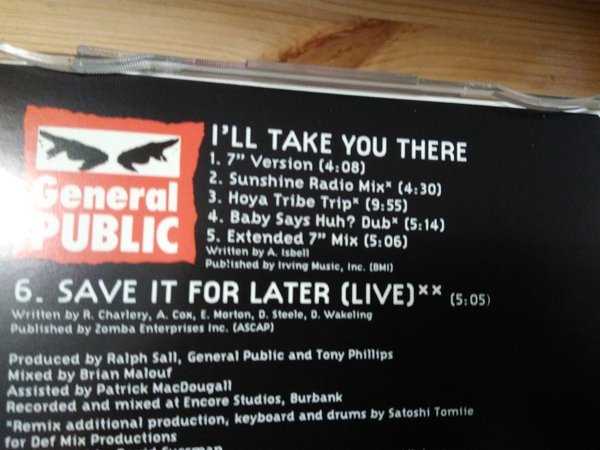 General
PUBLIC
I'LL TAKE YOU THERE
1. 7" Version (4:08)
2. Sunshine Radio Mix* (4:30)
3. Hoya Tribe Trip* (9:55)
4. Baby Says Huh? Dub* (5:14)
5. Extended 7" Mix (5:06)
Written by A. Isbell
Published by Irving Music, Inc. (BMI)
6. SAVE IT FOR LATER (LIVE)** (5:05)
Written by R. Charlery, A. Cox, E. Morton, D. Steele, D. Wakeling
Published by Zomba Enterprises Inc. (ASCAP)
Produced by Ralph Sall, General Public and Tony Phillips
Mixed by Brian Malouf
Assisted by Patrick MacDougall
Recorded and mixed at Encore Studios, Burbank
*Remix additional production, keyboard and drums by Satoshi Tomiie
for Def Mix Productions